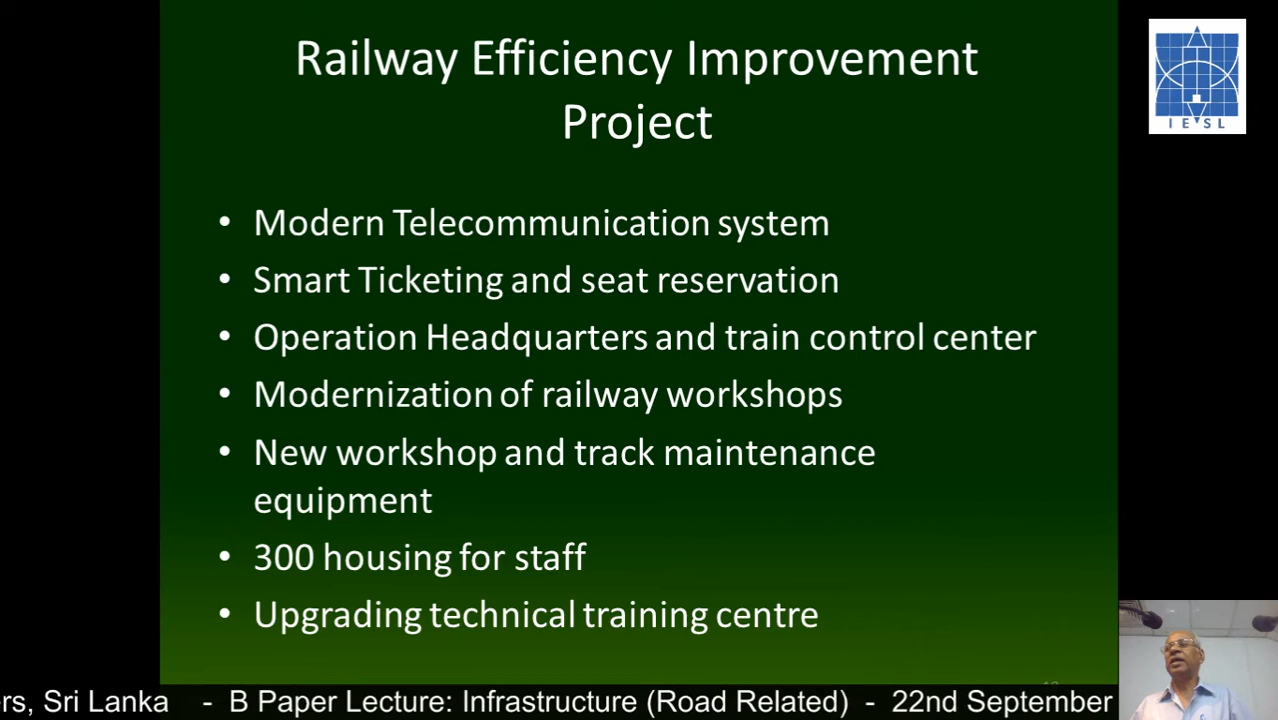 Railway Efficiency Improvement
Project
• Modern Telecommunication system
• Smart Ticketing and seat reservation
• Operation Headquarters and train control center
• Modernization of railway workshops
• New workshop and track maintenance
equipment
• 300 housing for staff
• Upgrading technical training centre
IESL
ers, Sri Lanka - B Paper Lecture: Infrastructure (Road Related) - 22nd September